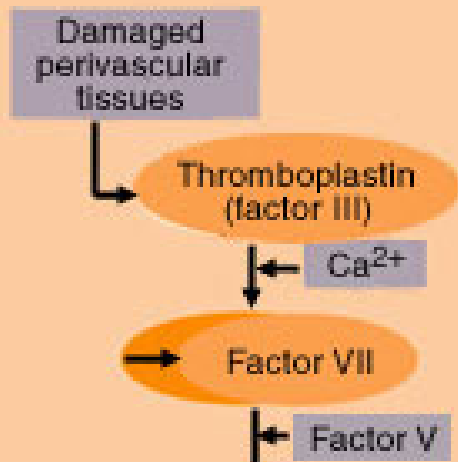 Damaged
perivascular
tissues
Thromboplastin
(factor III)
Ca²⁺
Factor VII
Factor V